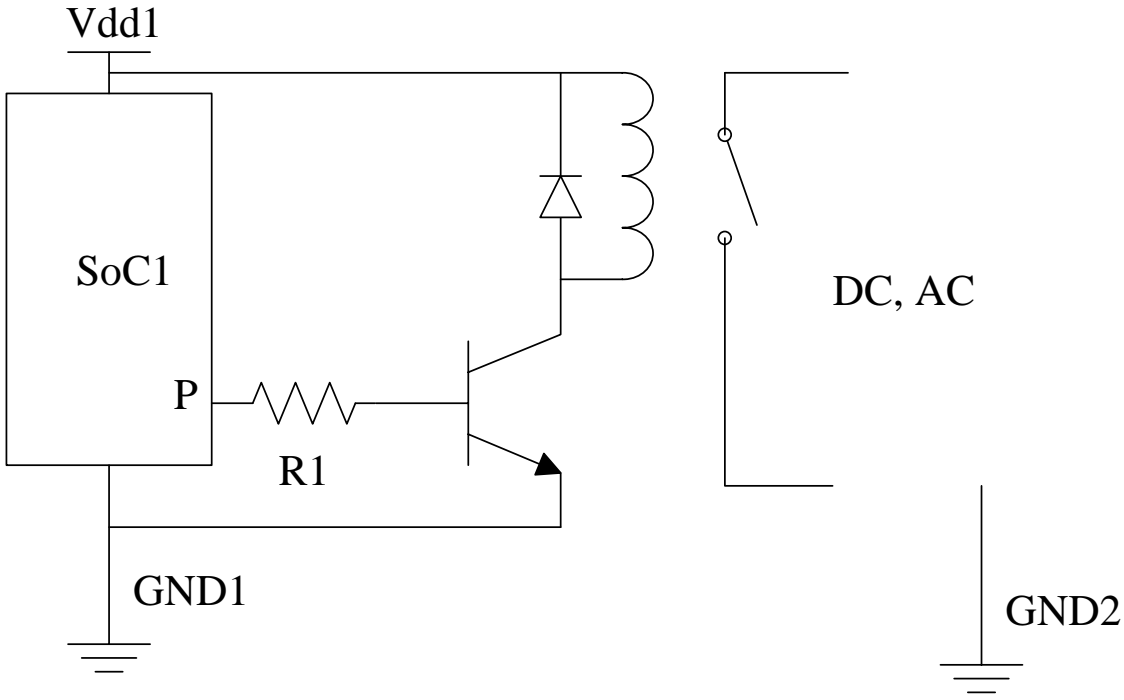 Vdd1
SoC1
DC, AC
P
R1
GND1
GND2